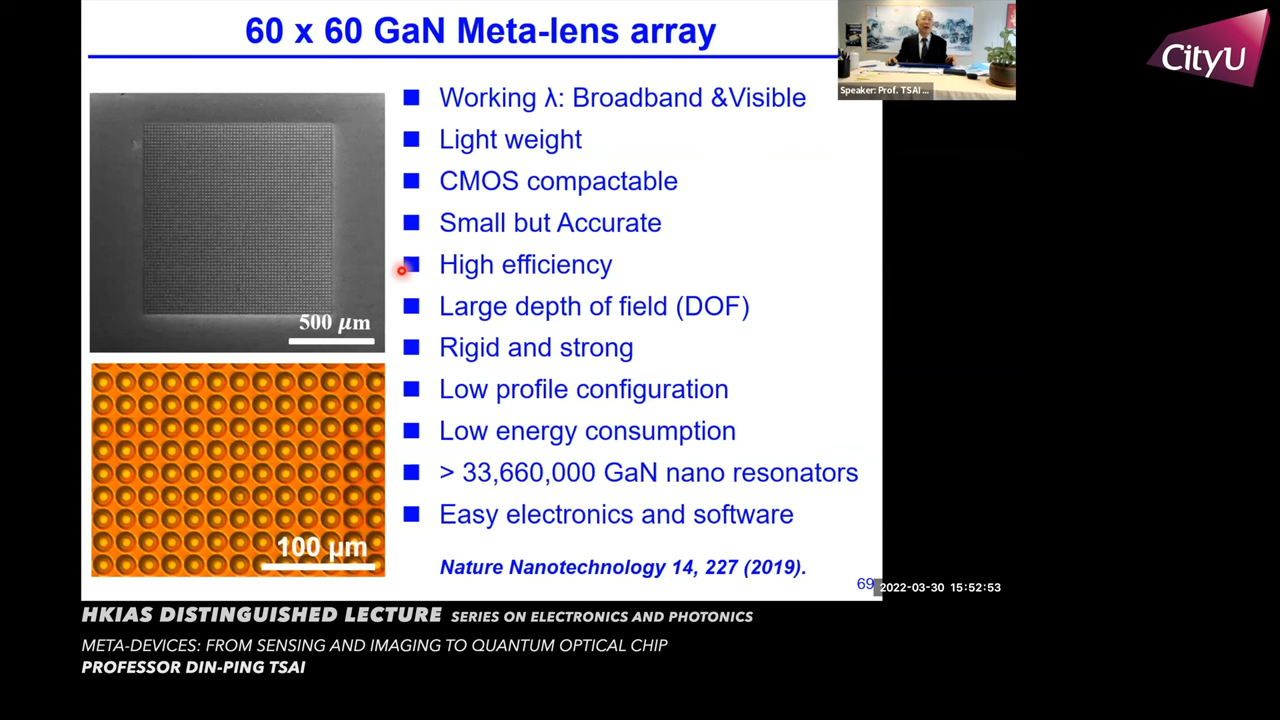 60 x 60 GaN Meta-lens array
Speaker: Prof. TSAI ...
CityU
500 μm
100 μm
■ Working λ: Broadband &Visible
■ Light weight
■ CMOS compactable
■ Small but Accurate
■ High efficiency
■ Large depth of field (DOF)
■ Rigid and strong
■ Low profile configuration
■ Low energy consumption
■ > 33,660,000 GaN nano resonators
■ Easy electronics and software
Nature Nanotechnology 14, 227 (2019).
69
2022-03-30 15:52:53
HKIAS DISTINGUISHED LECTURE SERIES ON ELECTRONICS AND PHOTONICS
META-DEVICES: FROM SENSING AND IMAGING TO QUANTUM OPTICAL CHIP
PROFESSOR DIN-PING TSAI